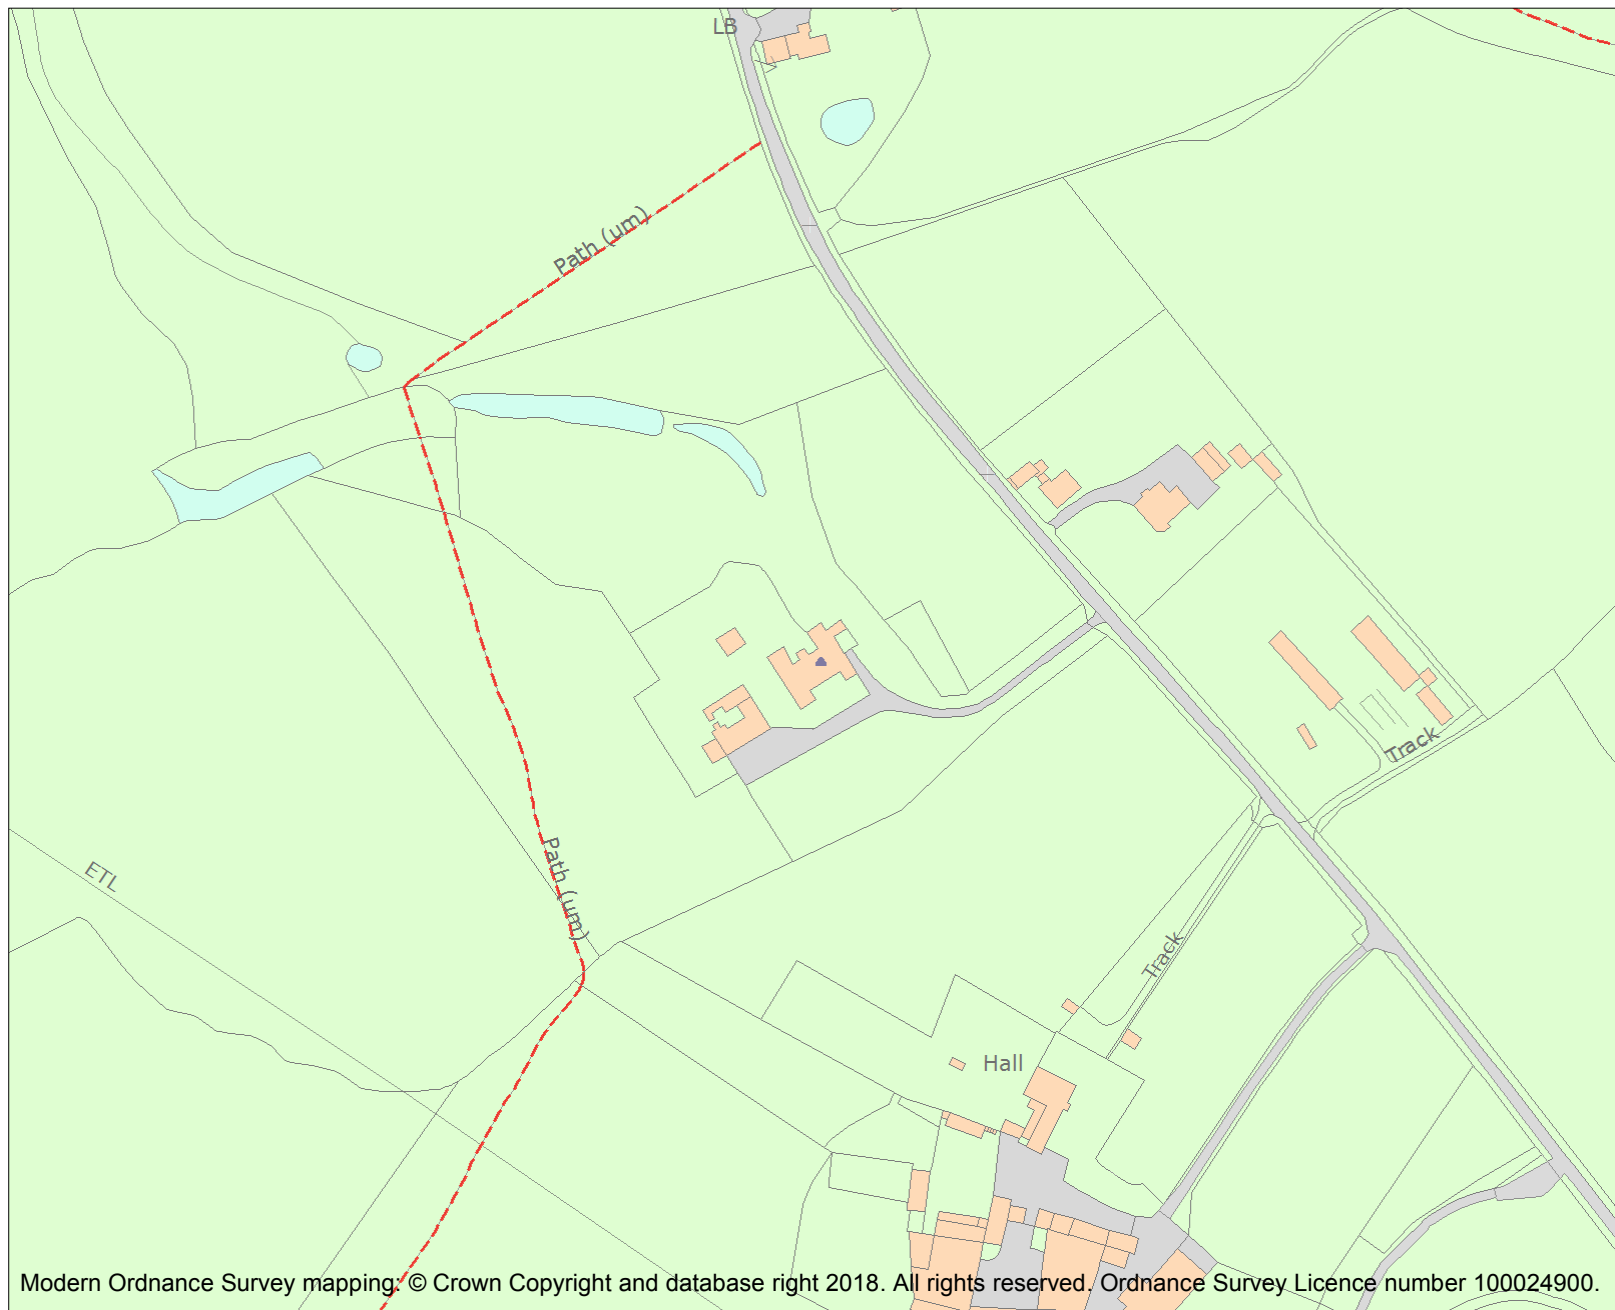 LB
Path (um)
Track
Path (um)
ETL
Track
Hall
Modern Ordnance Survey mapping: © Crown Copyright and database right 2018. All rights reserved. Ordnance Survey Licence number 100024900.